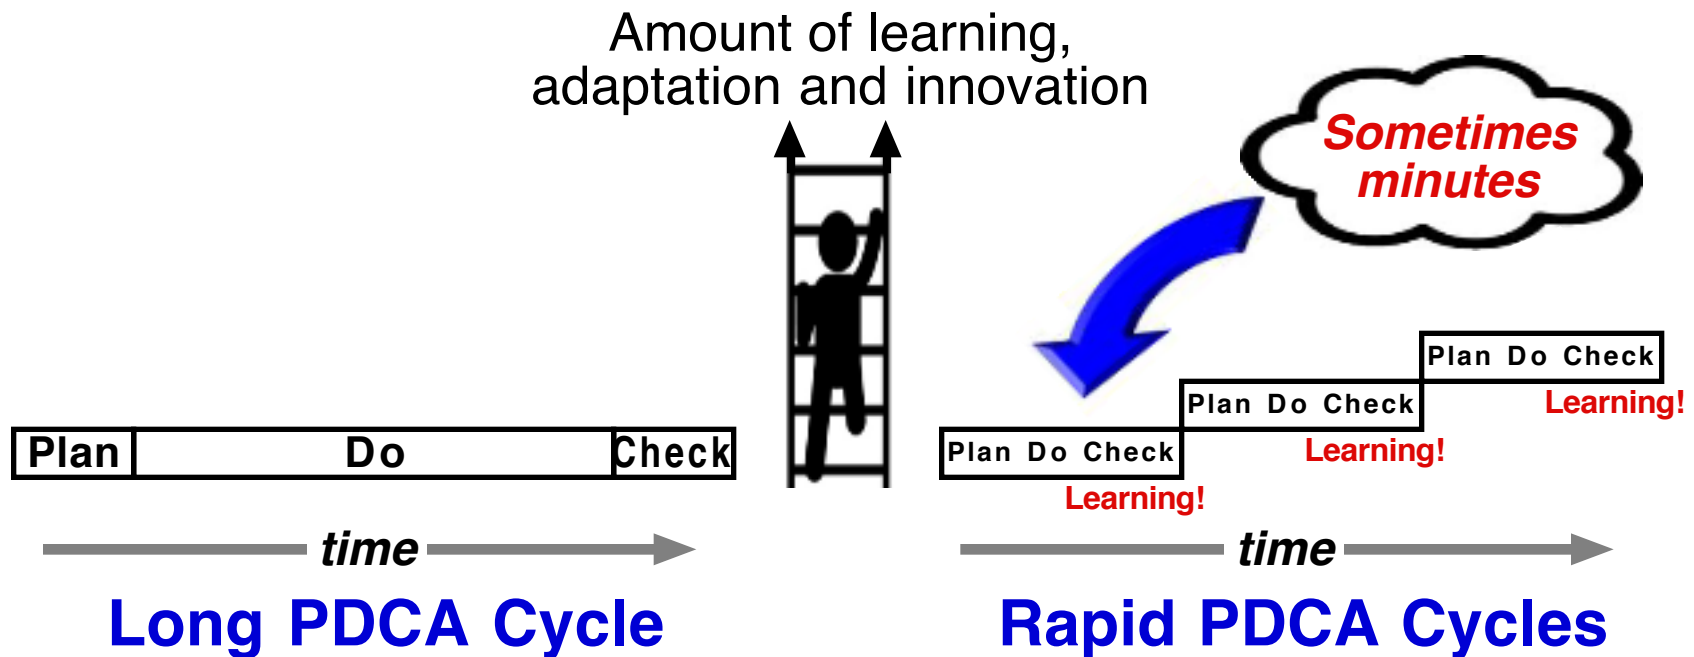 Amount of learning,
adaptation and innovation
Sometimes
minutes
Plan Do Check
Plan Do Check
Learning!
Plan Do Check
Learning!
Plan Do Check
Learning!
time
time
Long PDCA Cycle
Rapid PDCA Cycles